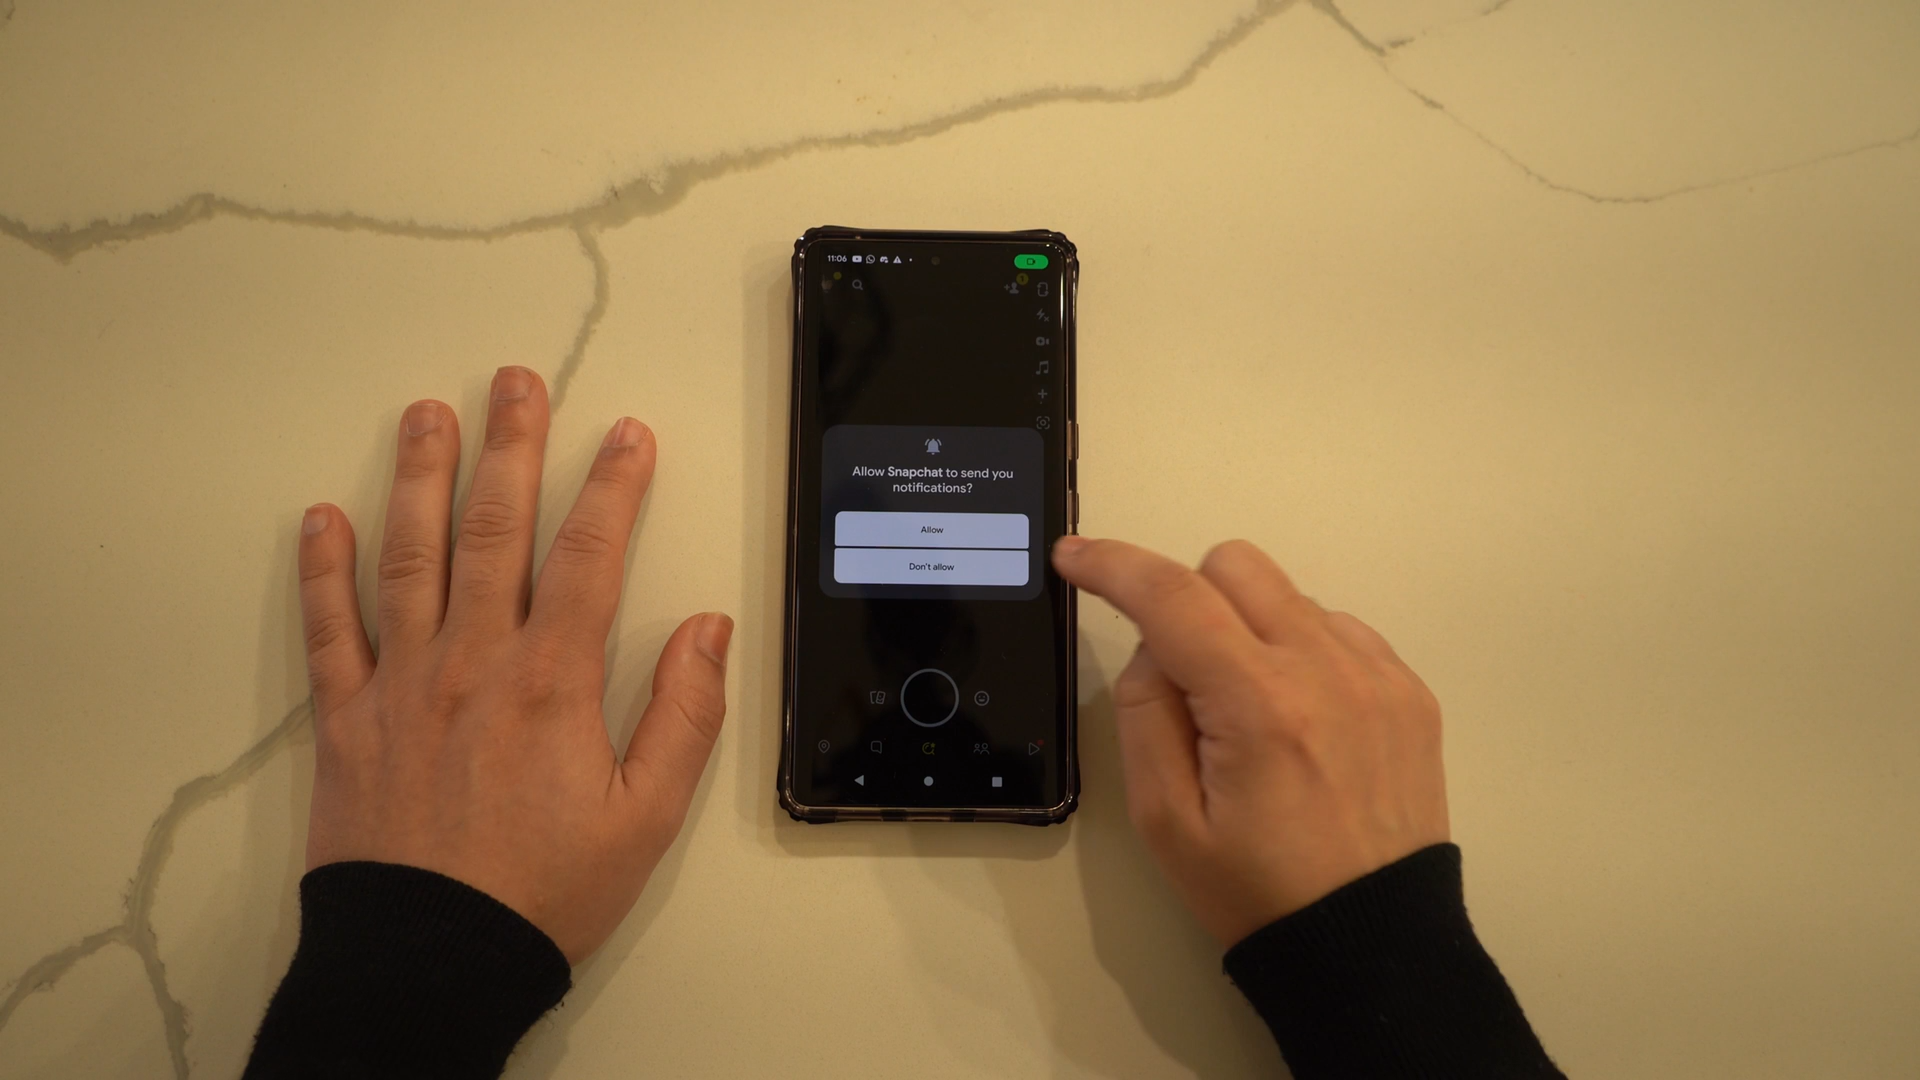 11:06
Allow Snapchat to send you
notifications?
Allow
Don't allow